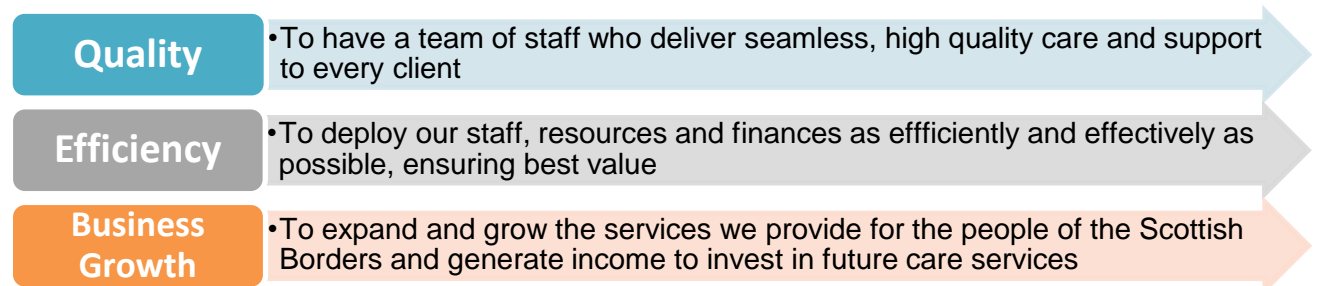 Quality
•To have a team of staff who deliver seamless, high quality care and support
to every client
Efficiency
•To deploy our staff, resources and finances as effficiently and effectively as
possible, ensuring best value
Business
Growth
•To expand and grow the services we provide for the people of the Scottish
Borders and generate income to invest in future care services